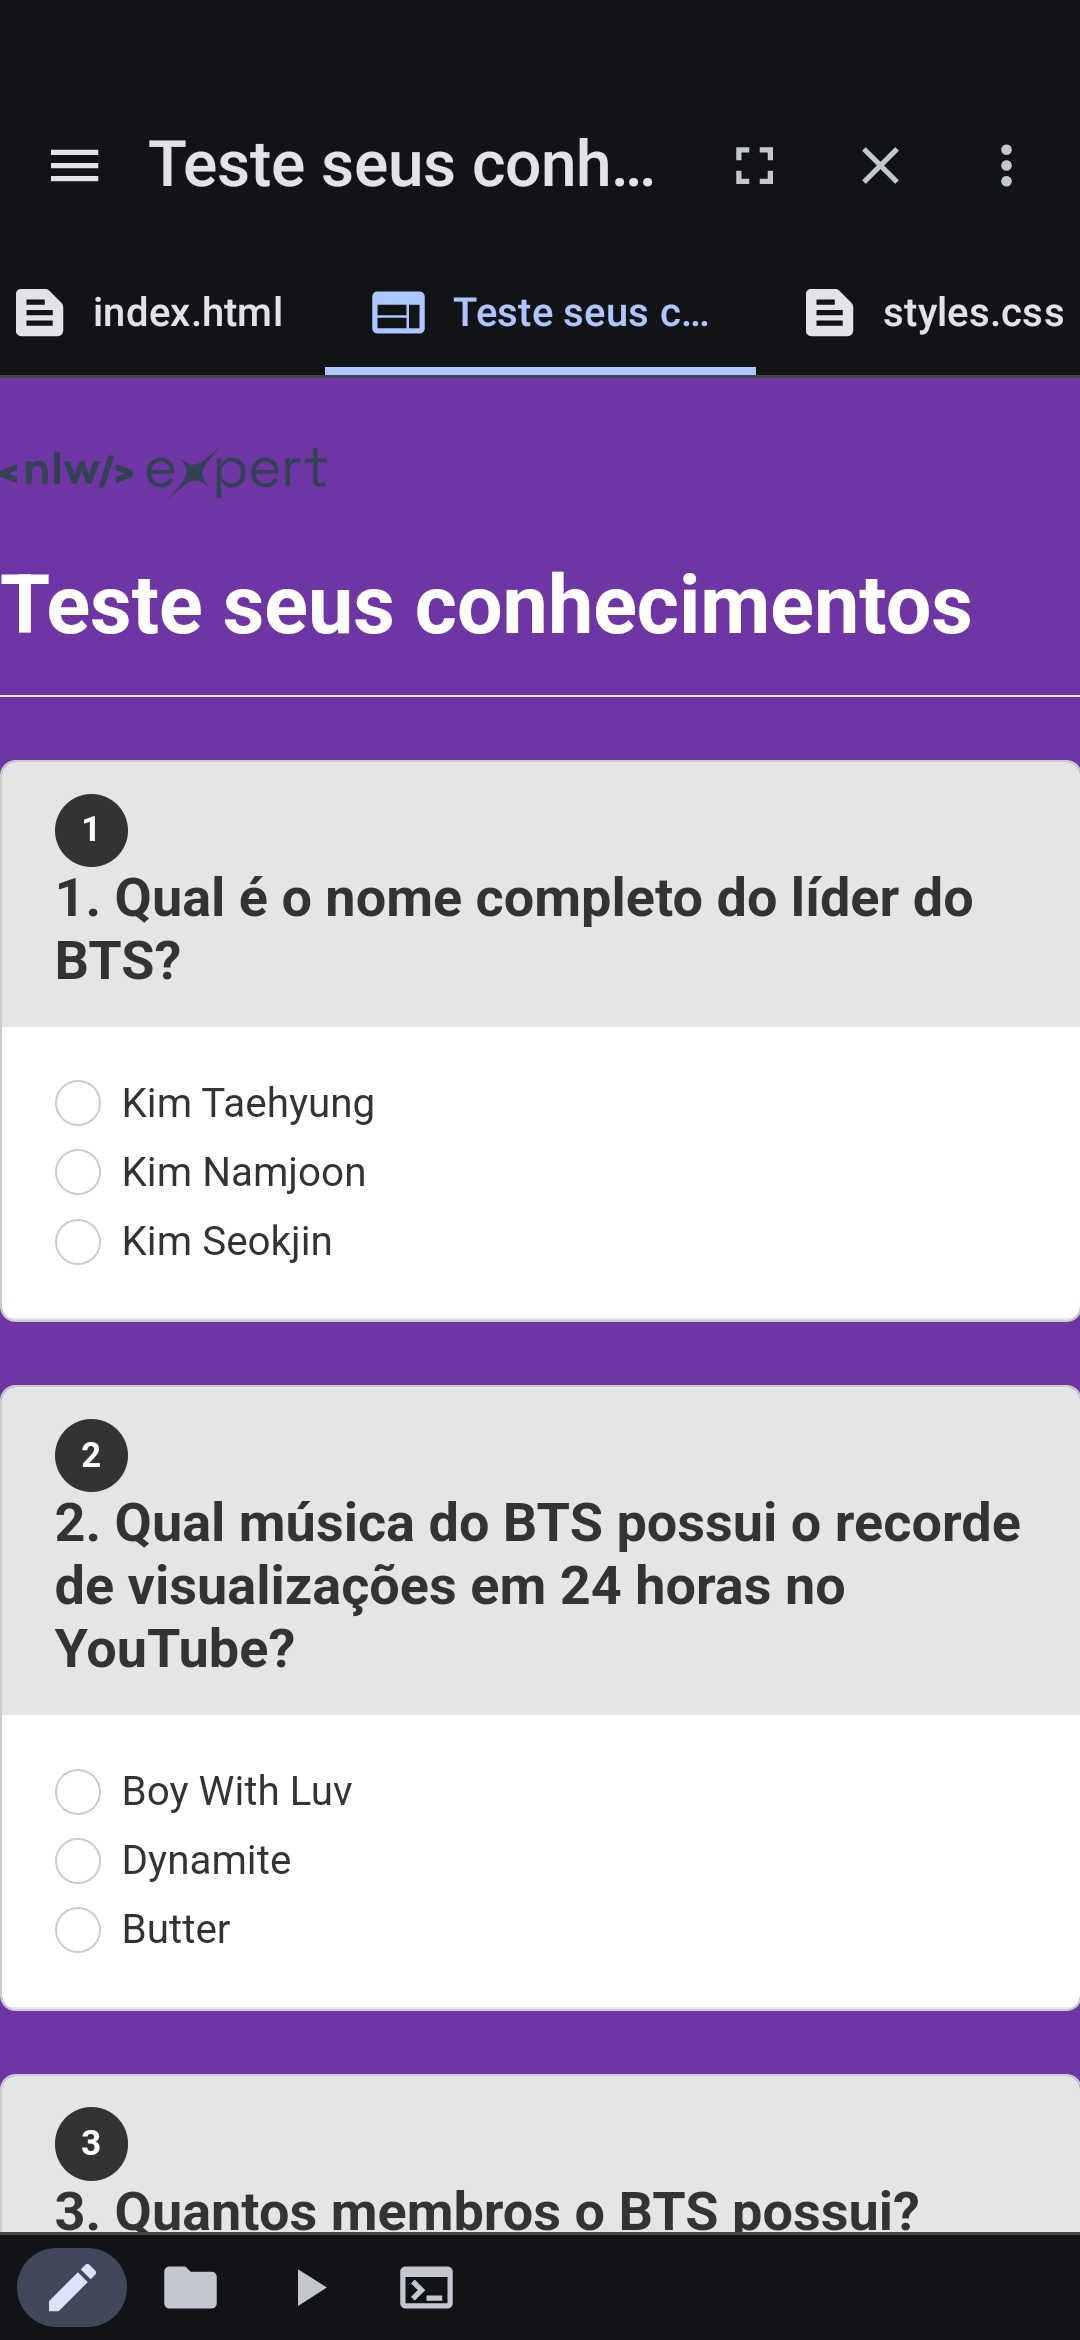 Teste seus conh...
index.html
Teste seus c...
styles.css
<nlw/> expert
Teste seus conhecimentos
1
1. Qual é o nome completo do líder do
BTS?
Kim Taehyung
Kim Namjoon
Kim Seokjin
2
2. Qual música do BTS possui o recorde
de visualizações em 24 horas no
YouTube?
Boy With Luv
Dynamite
Butter
3
3. Quantos membros o BTS possui?